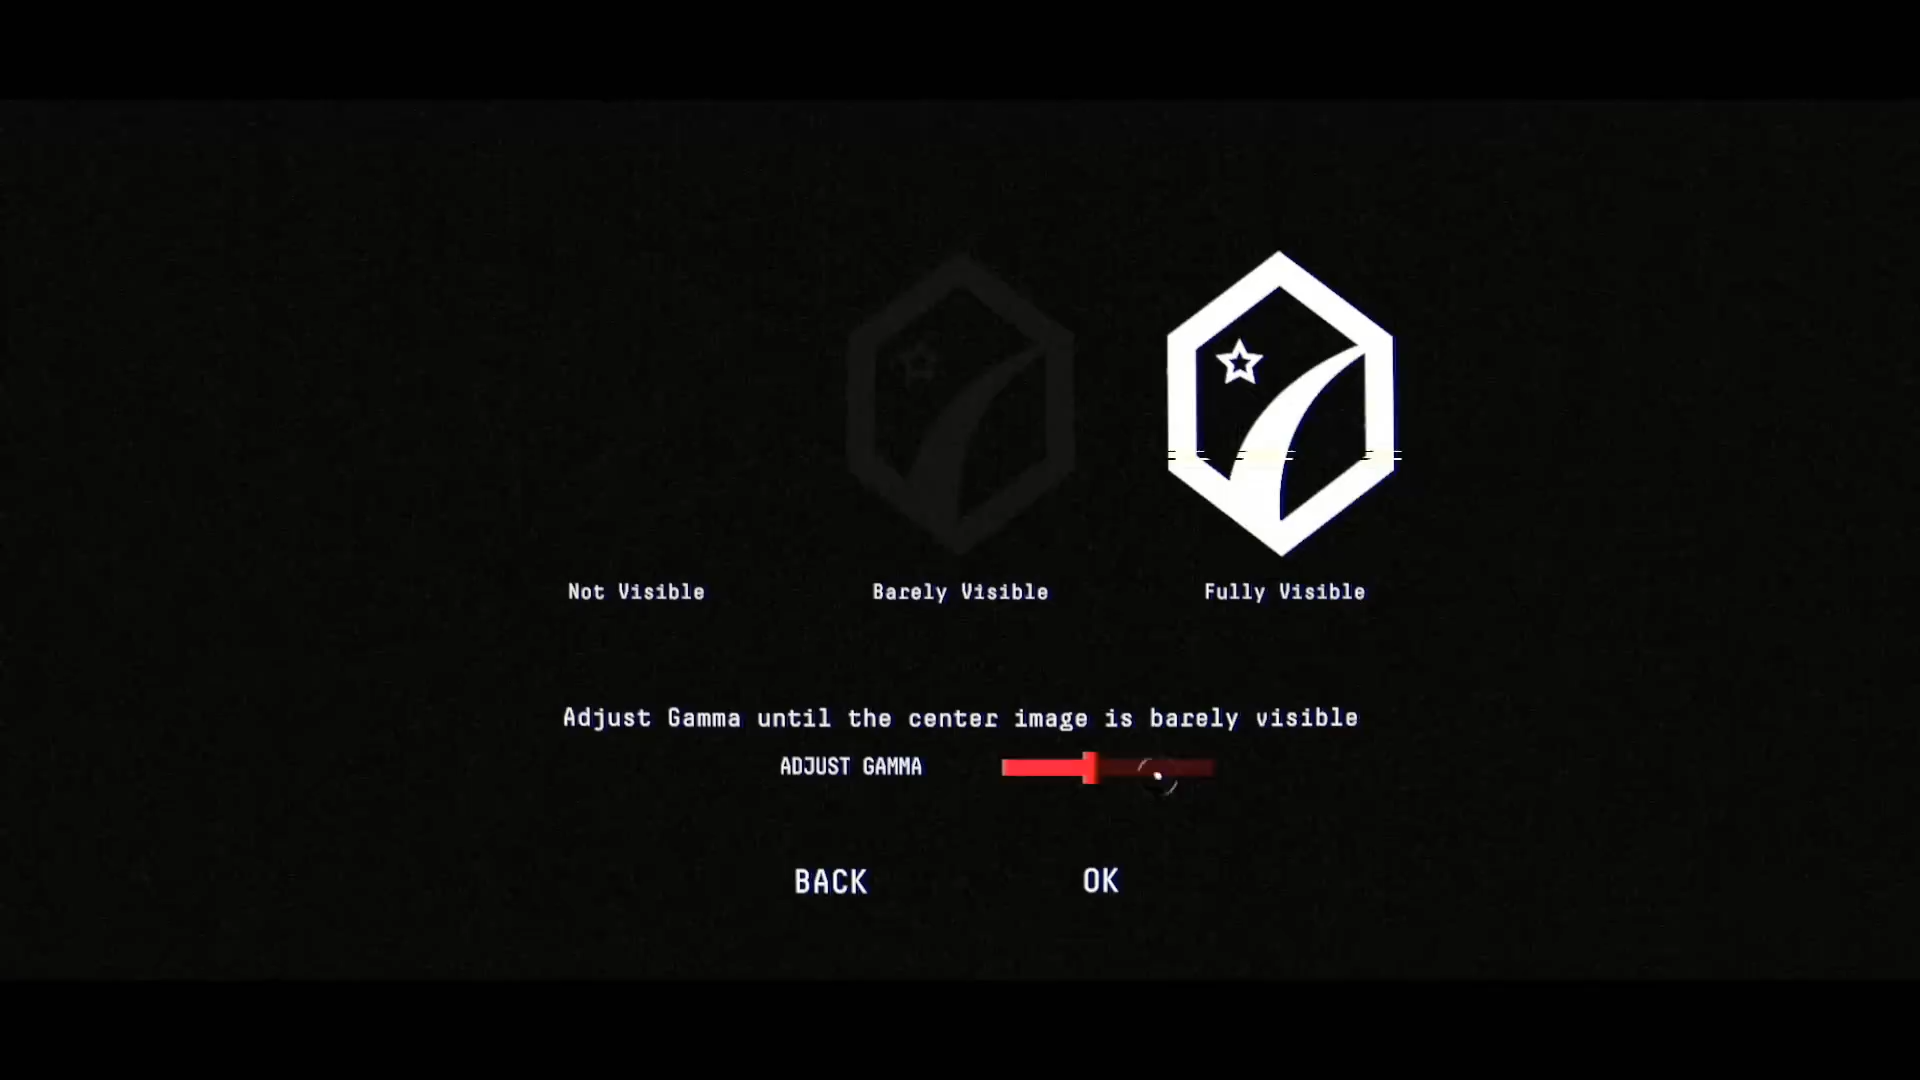 Not Visible
Barely Visible
Fully Visible
Adjust Gamma until the center image is barely visible
ADJUST GAMMA
BACK
OK